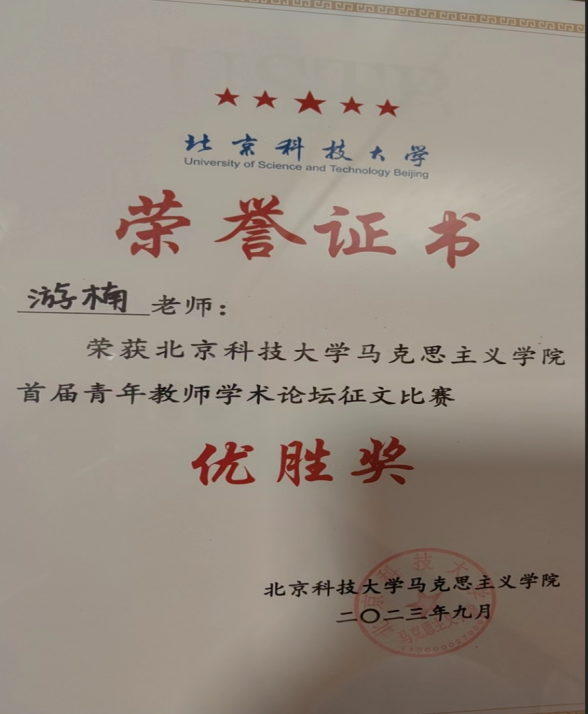 北京科技大学
University of Science and Technology Beijing
荣誉证书
游楠 老师：
荣获北京科技大学马克思主义学院
首届青年教师学术论坛征文比赛
优胜奖
北京科技大学马克思主义学院
二〇二三年九月